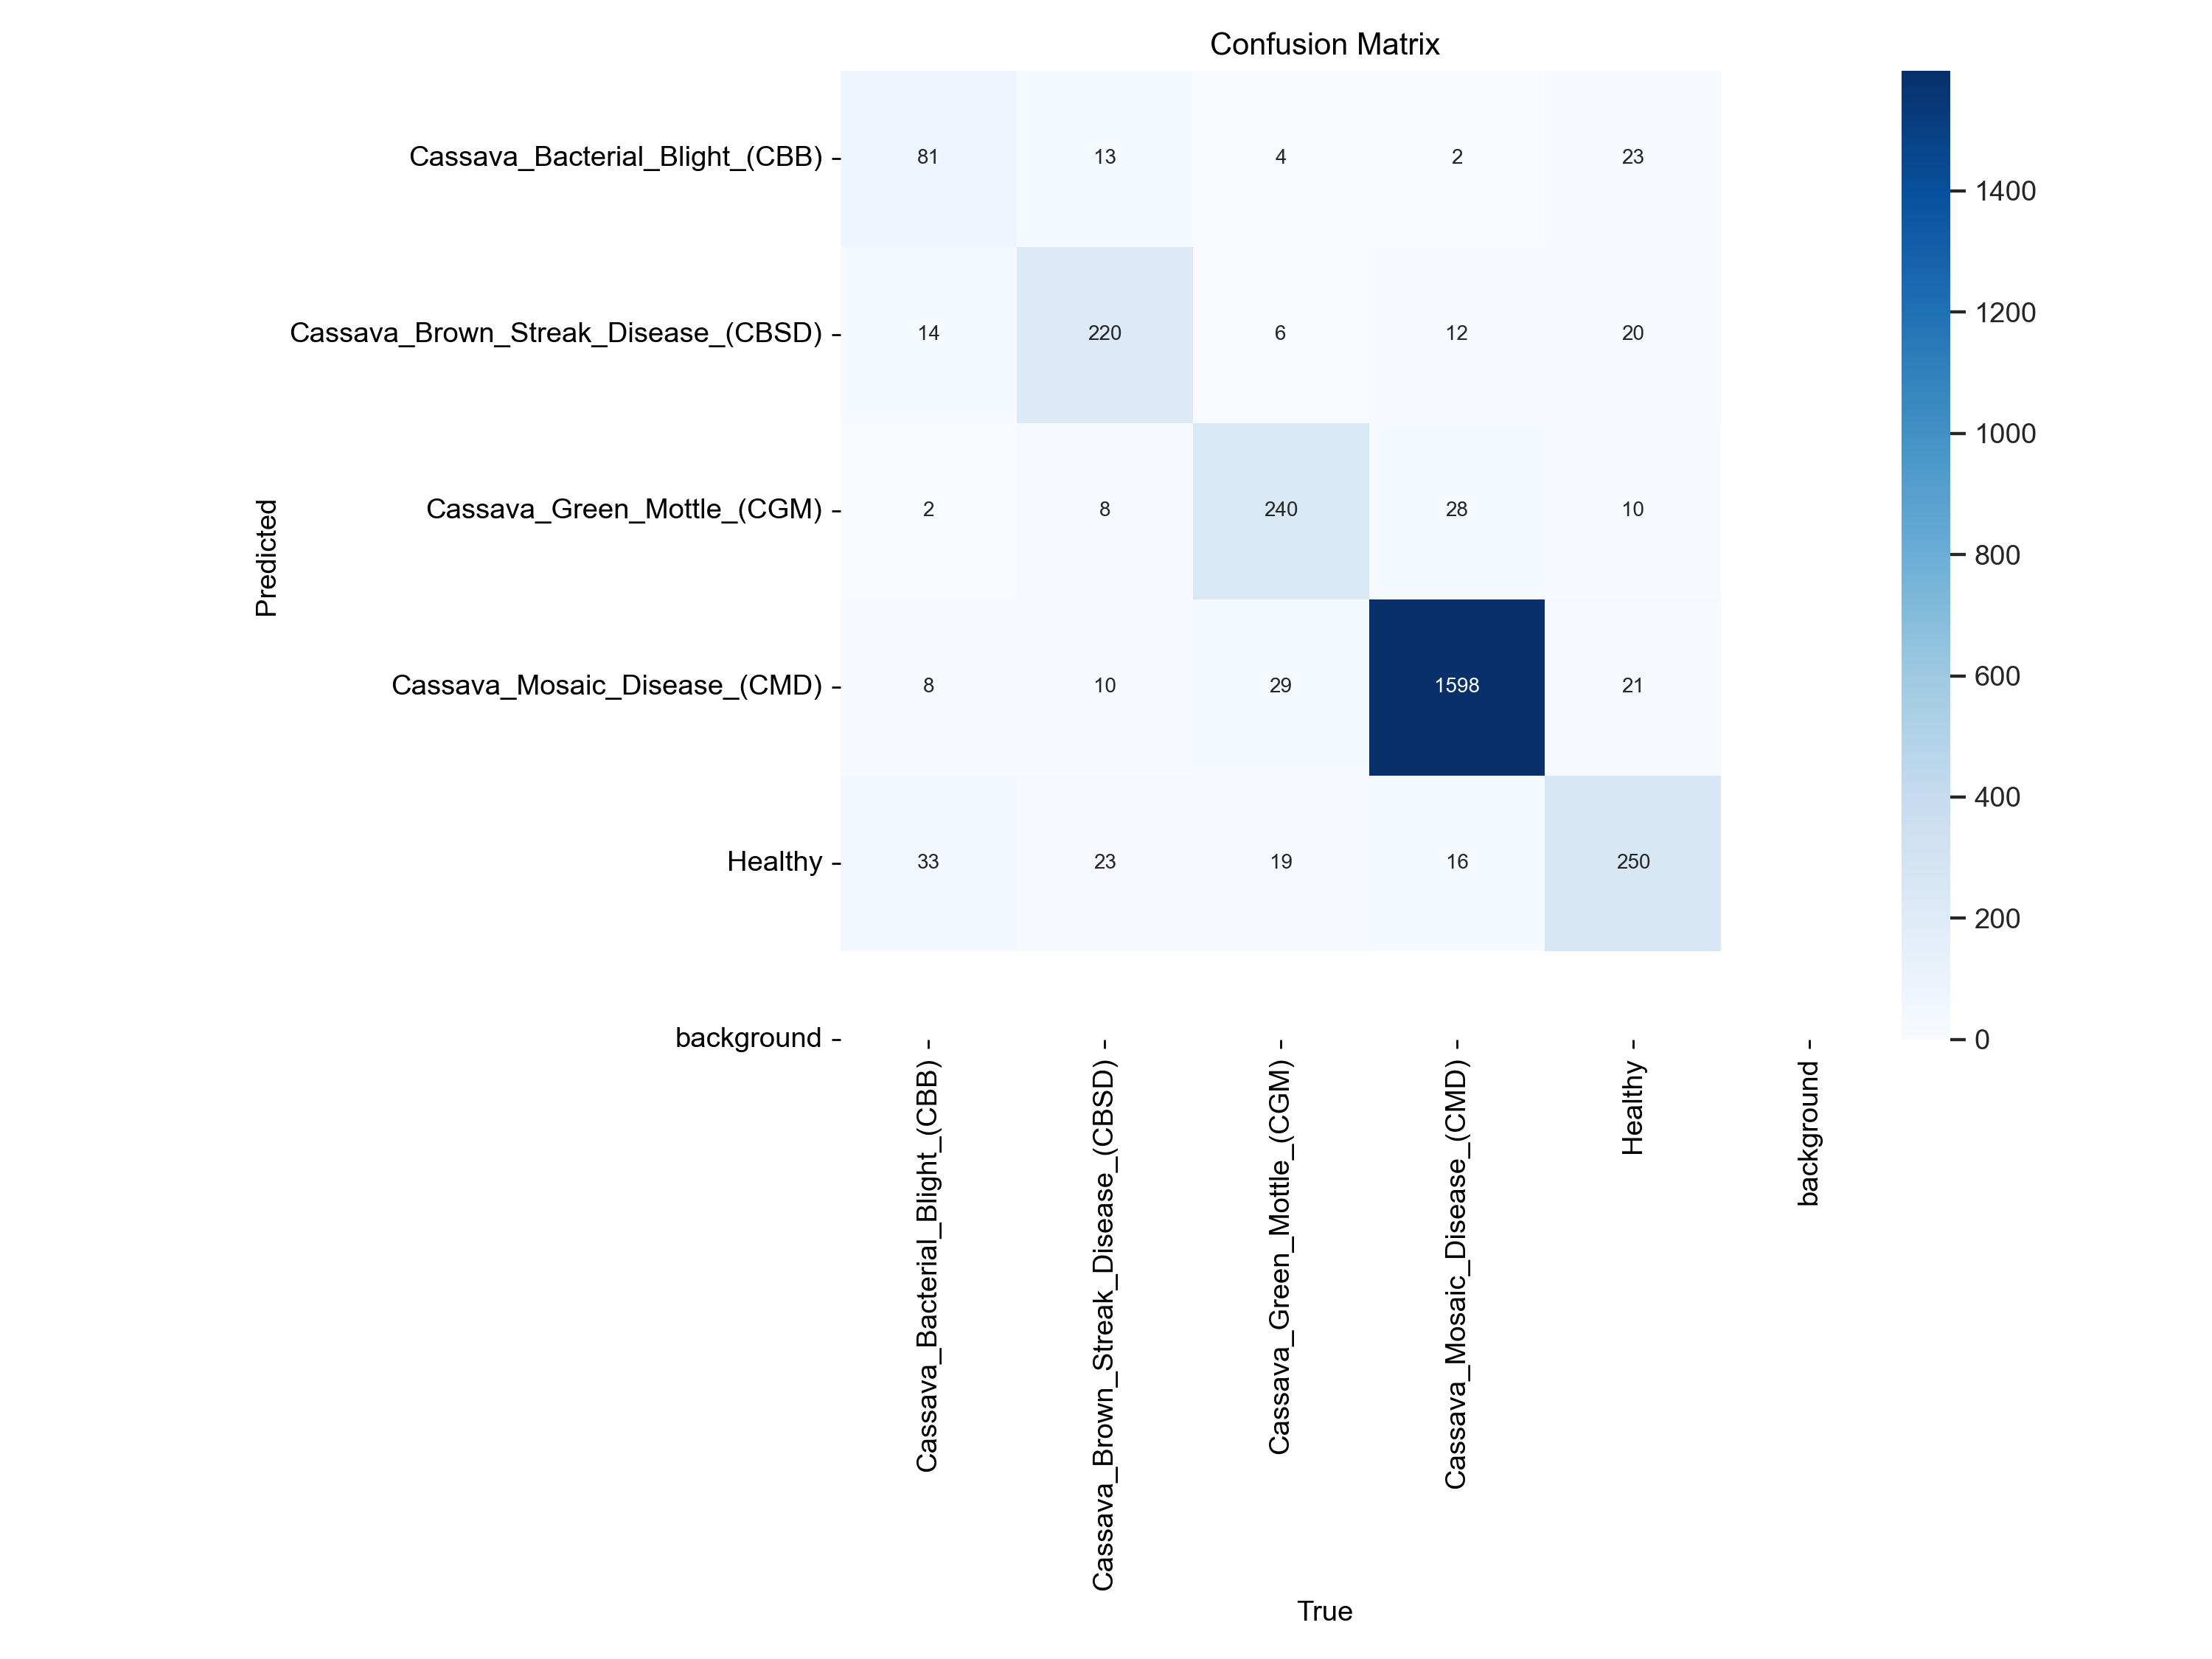 Confusion Matrix
Predicted
Cassava_Bacterial_Blight_(CBB) 81 13 4 2 23
Cassava_Brown_Streak_Disease_(CBSD) 14 220 6 12 20
Cassava_Green_Mottle_(CGM) 2 8 240 28 10
Cassava_Mosaic_Disease_(CMD) 8 10 29 1598 21
Healthy 33 23 19 16 250
background
Cassava_Bacterial_Blight_(CBB)
Cassava_Brown_Streak_Disease_(CBSD)
Cassava_Green_Mottle_(CGM)
Cassava_Mosaic_Disease_(CMD)
Healthy
background
True
1400
1200
1000
800
600
400
200
0